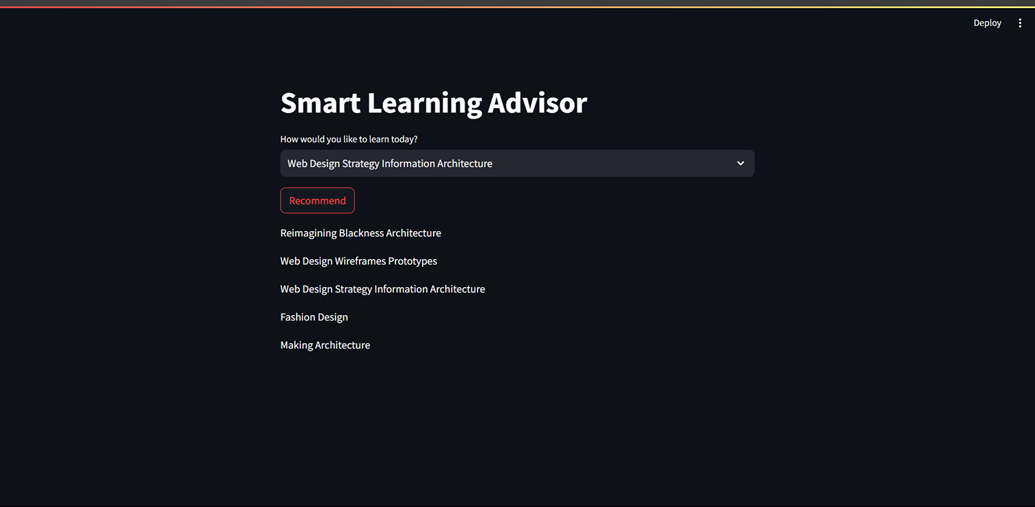 Deploy
Smart Learning Advisor
How would you like to learn today?
Web Design Strategy Information Architecture
Recommend
Reimagining Blackness Architecture
Web Design Wireframes Prototypes
Web Design Strategy Information Architecture
Fashion Design
Making Architecture